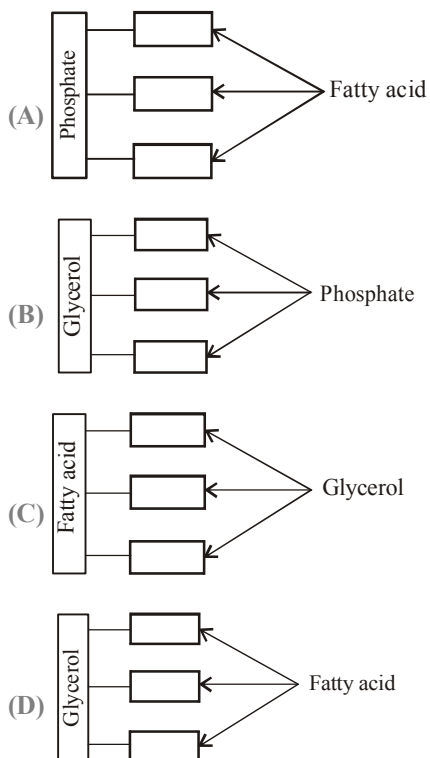 (A) Phosphate Fatty acid
(B) Glycerol Phosphate
(C) Fatty acid Glycerol
(D) Glycerol Fatty acid